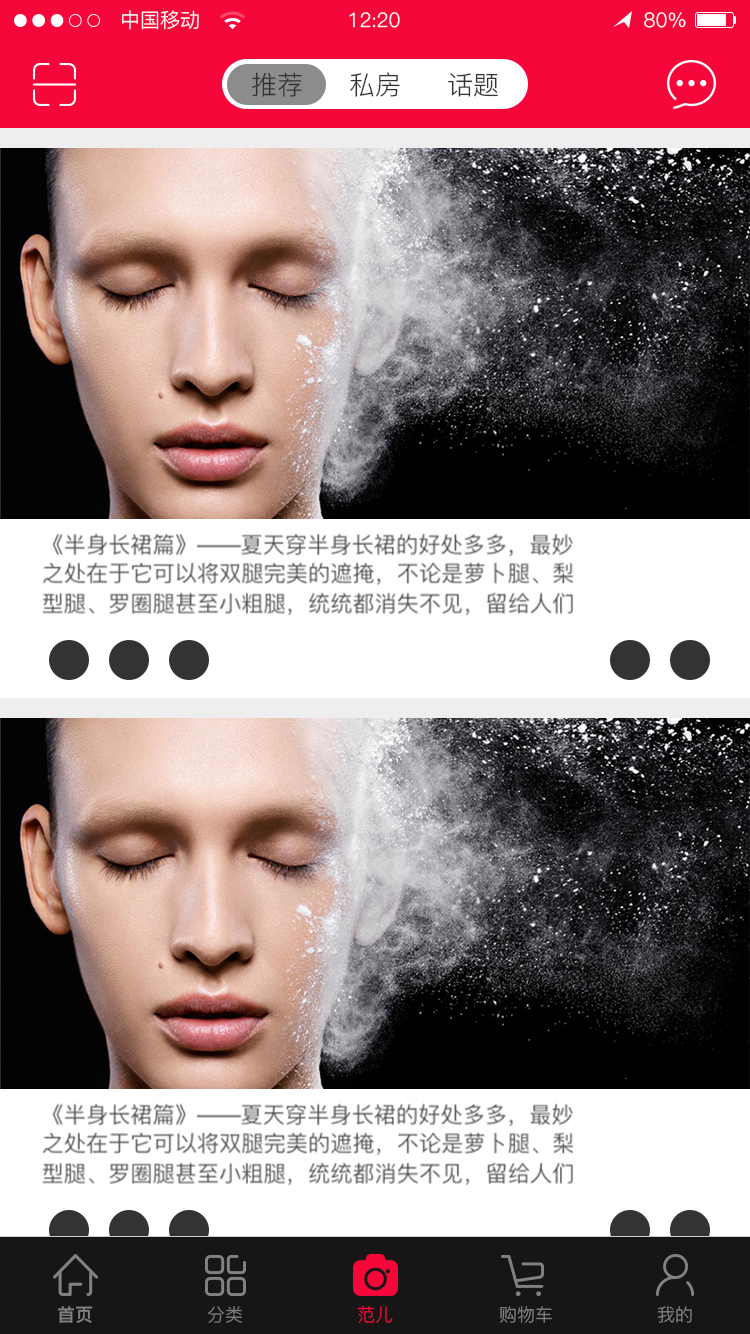 中国移动 12:20 80%
推荐 私房 话题
《半身长裙篇》——夏天穿半身长裙的好处多多，最妙
之处在于它可以将双腿完美的遮掩，不论是萝卜腿、梨
型腿、罗圈腿甚至小粗腿，统统都消失不见，留给人们
《半身长裙篇》——夏天穿半身长裙的好处多多，最妙
之处在于它可以将双腿完美的遮掩，不论是萝卜腿、梨
型腿、罗圈腿甚至小粗腿，统统都消失不见，留给人们
首页 分类 范儿 购物车 我的